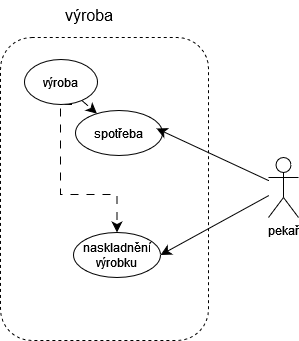 výroba
výroba
spotřeba
pekař
naskladnění
výrobku